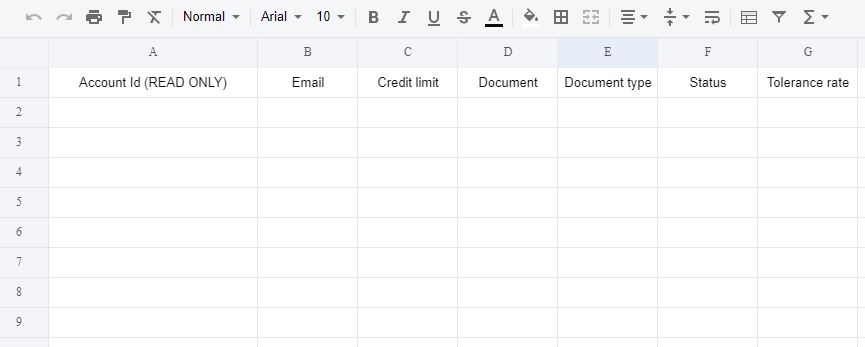 Normal Arial 10 B I U S A Σ
A B C D E F G
1 Account Id (READ ONLY) Email Credit limit Document Document type Status Tolerance rate
2
3
4
5
6
7
8
9